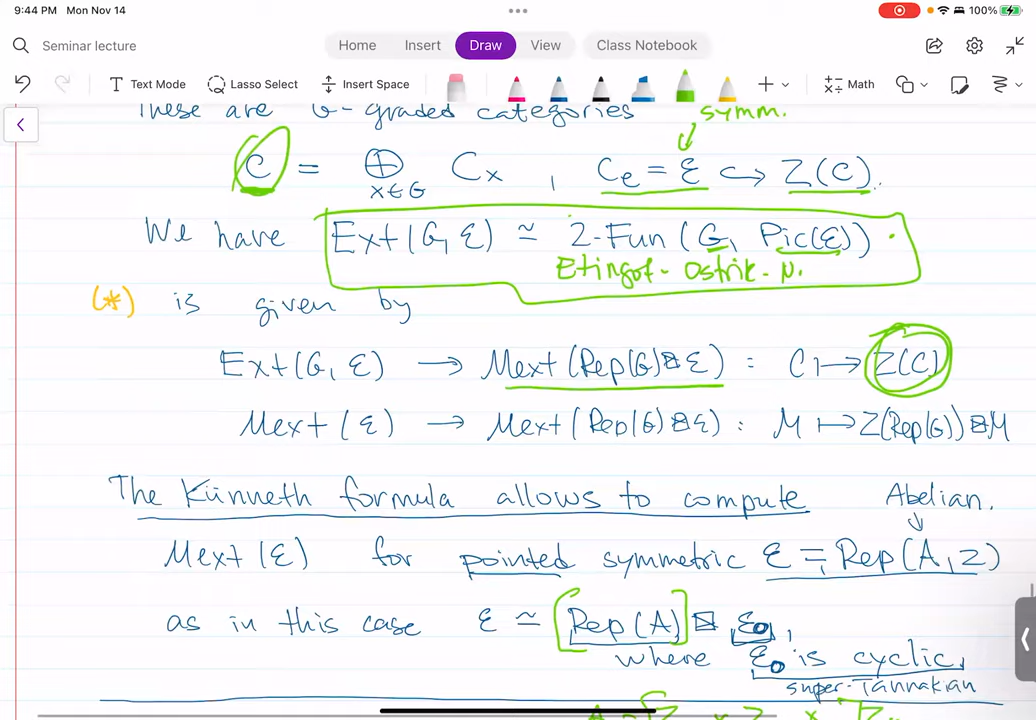 9:44 PM Mon Nov 14
100%
Seminar lecture
Home Insert Draw View Class Notebook
Text Mode Lasso Select Insert Space Math
These are G-graded categories symm.
C = ⊕ x∈G C_x , C_e = ε ↪ Z(C).
We have Ext(G, ε) ≃ 2-Fun(G, Pic(ε)).
Etingof-Ostrik-N.
(*) is given by
Ext(G, ε) → Mext(Rep(G)⊠ε) : C ↦ Z(C)
Mext(ε) → Mext(Rep(G)⊠ε) : M ↦ Z(Rep(G))⊠M
The Künneth formula allows to compute Abelian.
Mext(ε) for pointed symmetric ε = Rep(A, z)
as in this case ε ≃ [Rep(A)] ⊠ ε₀,
where ε₀ is cyclic.
super-Tannakian